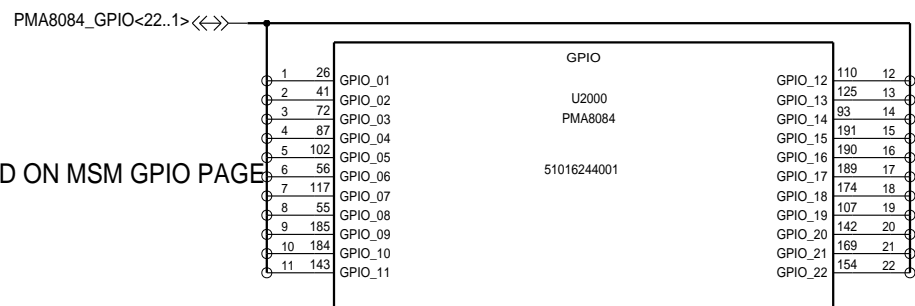 PMA8084_GPIO<22..1>
GPIO
U2000
PMA8084
51016244001
D ON MSM GPIO PAGE
1 26 GPIO_01
2 41 GPIO_02
3 72 GPIO_03
4 87 GPIO_04
5 102 GPIO_05
6 56 GPIO_06
7 117 GPIO_07
8 55 GPIO_08
9 185 GPIO_09
10 184 GPIO_10
11 143 GPIO_11
GPIO_12 110 12
GPIO_13 125 13
GPIO_14 93 14
GPIO_15 191 15
GPIO_16 190 16
GPIO_17 189 17
GPIO_18 174 18
GPIO_19 107 19
GPIO_20 142 20
GPIO_21 169 21
GPIO_22 154 22